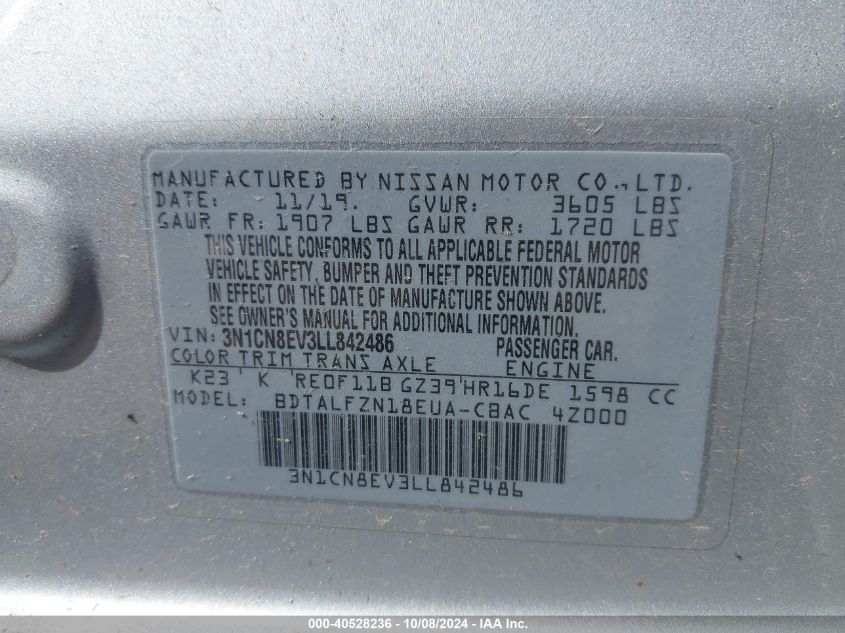 MANUFACTURED BY NISSAN MOTOR CO., LTD.
DATE: 11/19. GVWR: 3605 LBS
GAWR FR: 1907 LBS GAWR RR: 1720 LBS
THIS VEHICLE CONFORMS TO ALL APPLICABLE FEDERAL MOTOR
VEHICLE SAFETY, BUMPER AND THEFT PREVENTION STANDARDS
IN EFFECT ON THE DATE OF MANUFACTURE SHOWN ABOVE.
SEE OWNER'S MANUAL FOR ADDITIONAL INFORMATION.
VIN: 3N1CN8EV3LL842486 PASSENGER CAR.
COLOR TRIM TRANS AXLE ENGINE
K23 ' K 'RE0F11B GZ39'HR16DE 1598 CC
MODEL: BDTALFZN18EUA-CBAC 4Z000
3N1CN8EV3LL842486
000-40528236 - 10/08/2024 - IAA Inc.